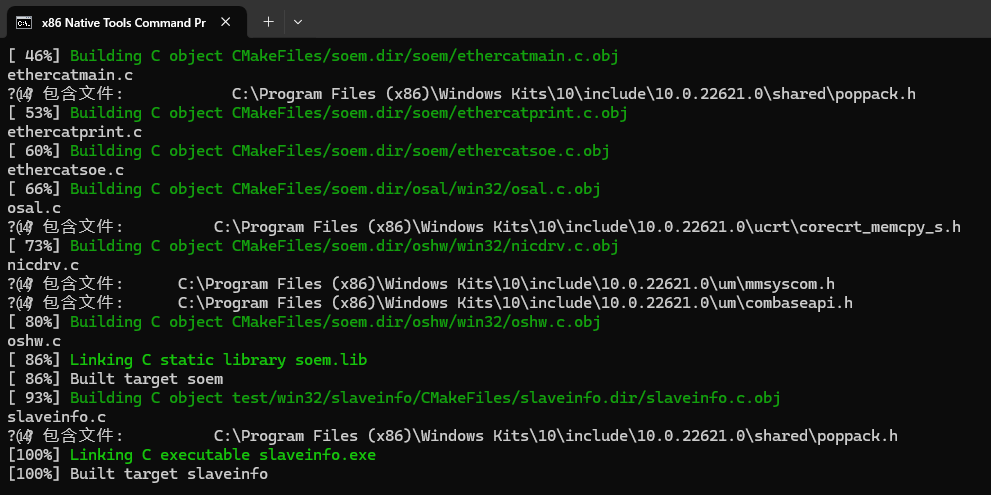 x86 Native Tools Command Pr
[ 46%] Building C object CMakeFiles/soem.dir/soem/ethercatmain.c.obj
ethercatmain.c
包含文件:            C:\Program Files (x86)\Windows Kits\10\include\10.0.22621.0\shared\poppack.h
[ 53%] Building C object CMakeFiles/soem.dir/soem/ethercatprint.c.obj
ethercatprint.c
[ 60%] Building C object CMakeFiles/soem.dir/soem/ethercatsoe.c.obj
ethercatsoe.c
[ 66%] Building C object CMakeFiles/soem.dir/osal/win32/osal.c.obj
osal.c
包含文件:          C:\Program Files (x86)\Windows Kits\10\include\10.0.22621.0\ucrt\corecrt_memcpy_s.h
[ 73%] Building C object CMakeFiles/soem.dir/oshw/win32/nicdrv.c.obj
nicdrv.c
包含文件:      C:\Program Files (x86)\Windows Kits\10\include\10.0.22621.0\um\mmsyscom.h
包含文件:      C:\Program Files (x86)\Windows Kits\10\include\10.0.22621.0\um\combaseapi.h
[ 80%] Building C object CMakeFiles/soem.dir/oshw/win32/oshw.c.obj
oshw.c
[ 86%] Linking C static library soem.lib
[ 86%] Built target soem
[ 93%] Building C object test/win32/slaveinfo/CMakeFiles/slaveinfo.dir/slaveinfo.c.obj
slaveinfo.c
包含文件:          C:\Program Files (x86)\Windows Kits\10\include\10.0.22621.0\shared\poppack.h
[100%] Linking C executable slaveinfo.exe
[100%] Built target slaveinfo